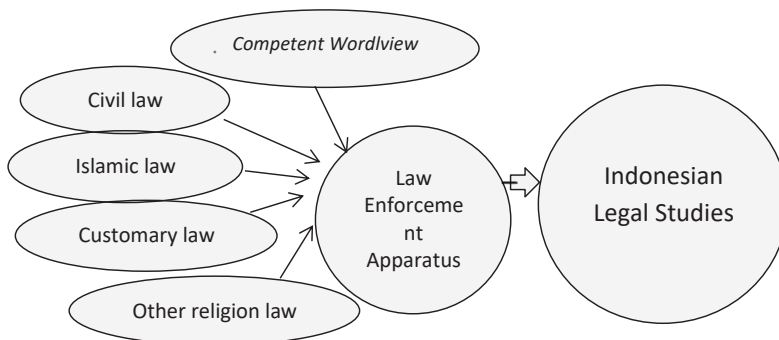 Competent Wordlview
Civil law
Islamic law
Customary law
Other religion law
Law
Enforceme
nt
Apparatus
Indonesian
Legal Studies